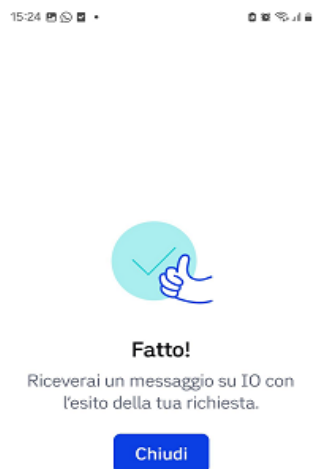 15:24
Fatto!
Riceverai un messaggio su IO con
l'esito della tua richiesta.
Chiudi